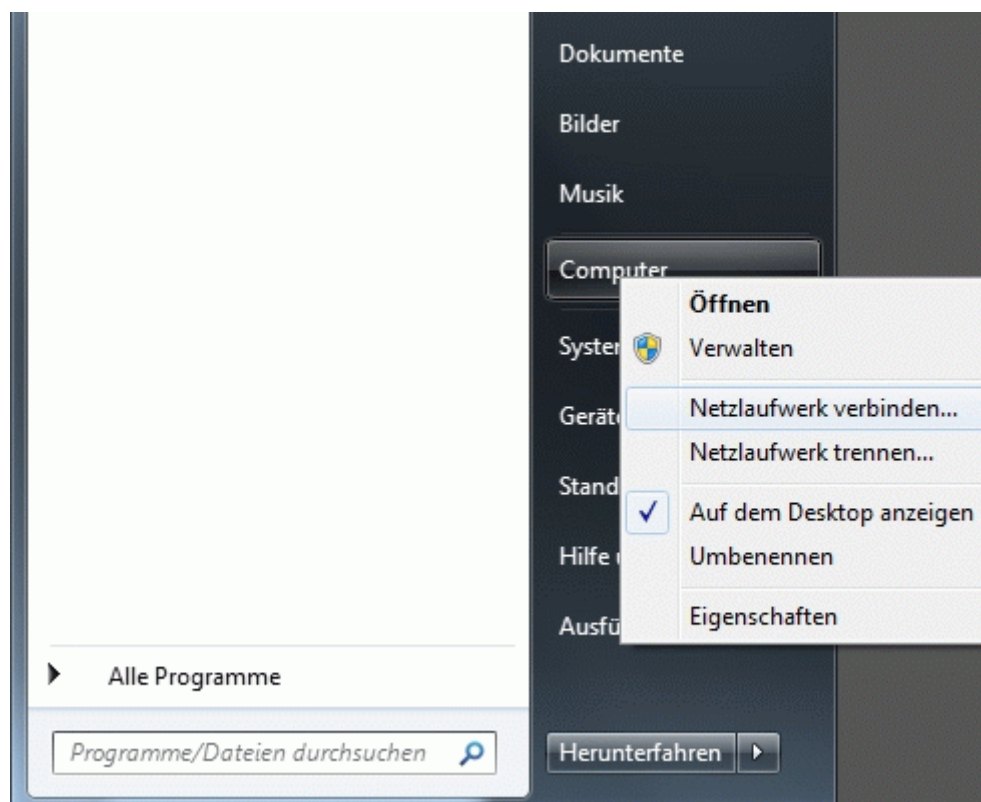 Dokumente
Bilder
Musik
Computer
Öffnen
Verwalten
Netzlaufwerk verbinden...
Netzlaufwerk trennen...
Auf dem Desktop anzeigen
Umbenennen
Eigenschaften
Hilfe
Alle Programme
Programme/Dateien durchsuchen
Herunterfahren